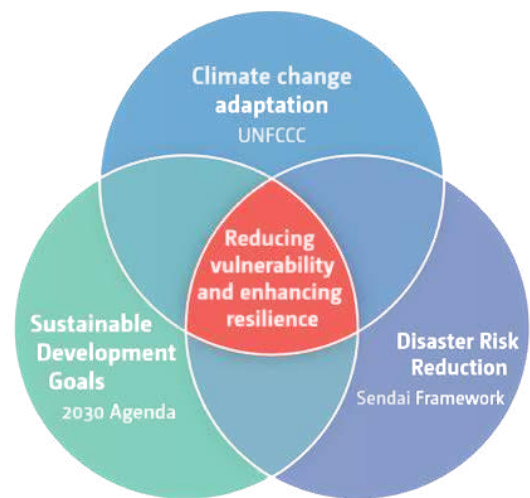 Climate change
adaptation
UNFCCC
Reducing
vulnerability
and enhancing
resilience
Sustainable
Development
Goals
2030 Agenda
Disaster Risk
Reduction
Sendai Framework